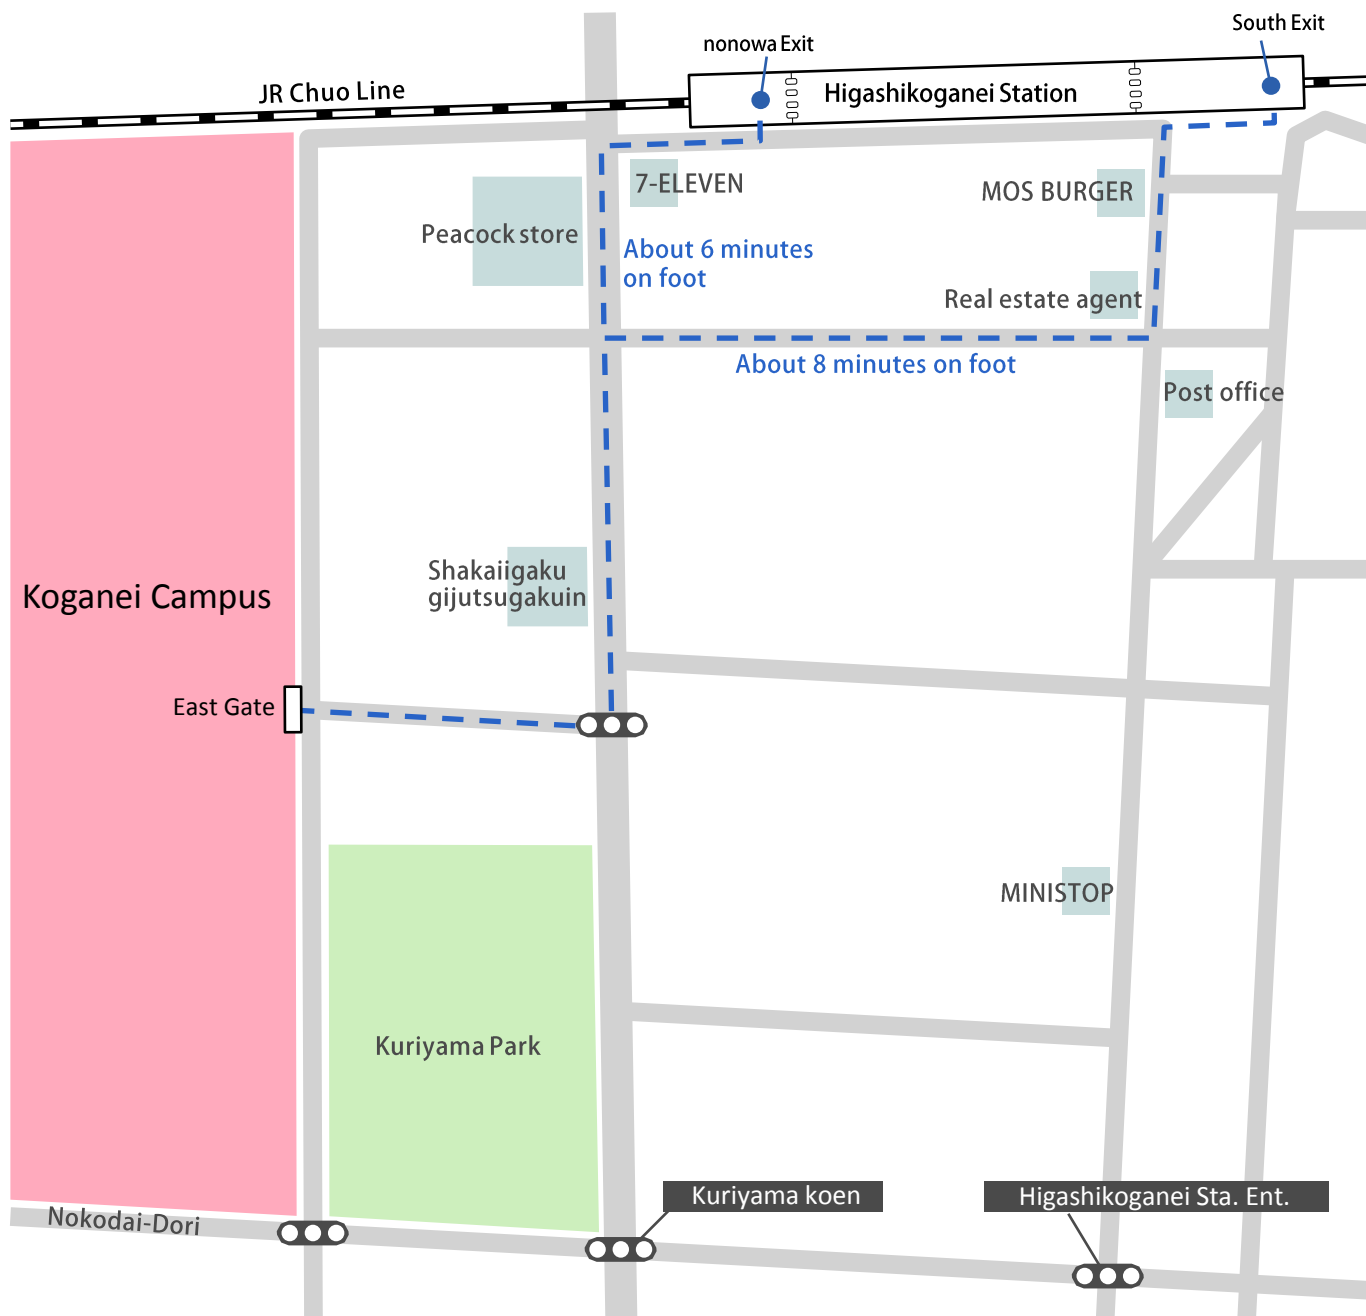 South Exit
nonowa Exit
JR Chuo Line
Higashikoganei Station
7-ELEVEN
MOS BURGER
Peacock store
About 6 minutes
on foot
Real estate agent
About 8 minutes on foot
Post office
Shakaiigaku
gijutsugakuin
Koganei Campus
East Gate
MINISTOP
Kuriyama Park
Kuriyama koen
Higashikoganei Sta. Ent.
Nokodai-Dori